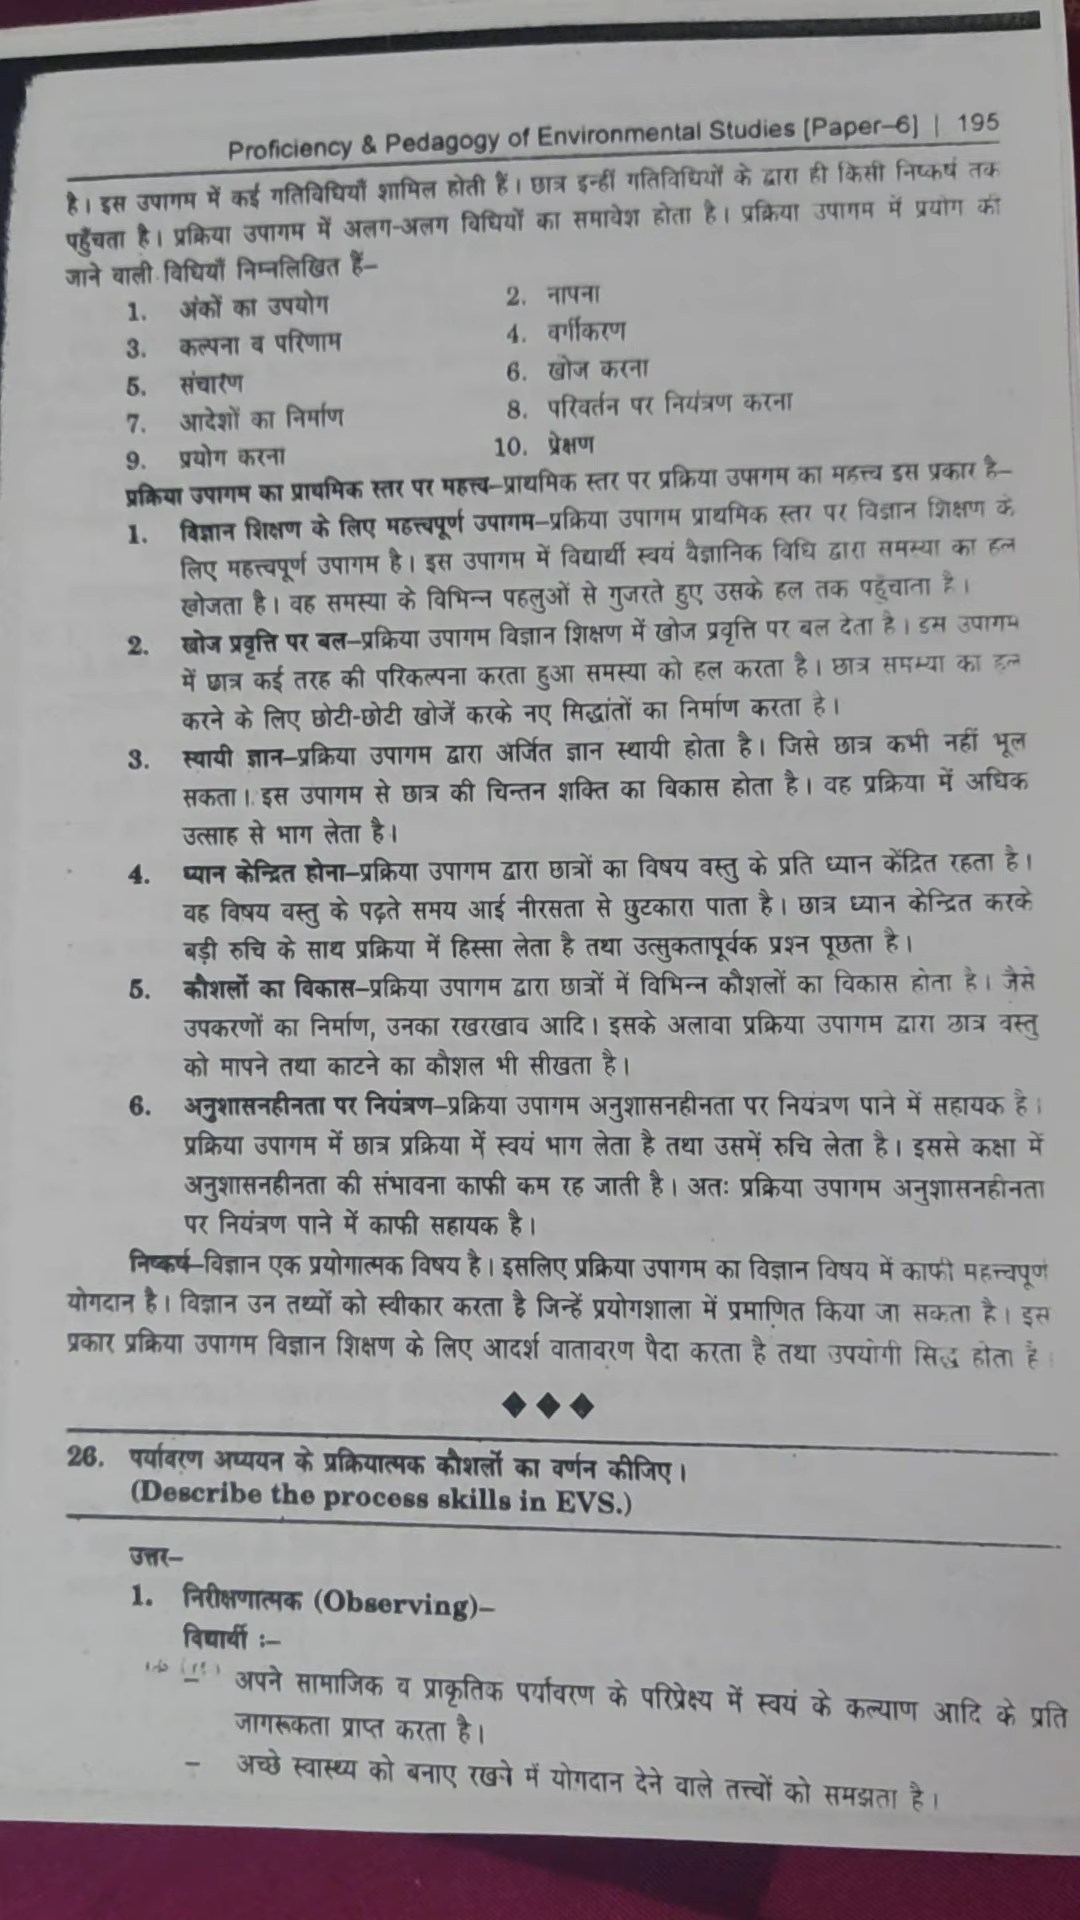 Proficiency & Pedagogy of Environmental Studies [Paper–6] | 195
है। इस उपागम में कई गतिविधियाँ शामिल होती हैं। छात्र इन्हीं गतिविधियों के द्वारा ही किसी निष्कर्ष तक
पहुँचता है। प्रक्रिया उपागम में अलग-अलग विधियों का समावेश होता है। प्रक्रिया उपागम में प्रयोग की
जाने वाली विधियाँ निम्नलिखित हैं–
1. अंकों का उपयोग 2. नापना
3. कल्पना व परिणाम 4. वर्गीकरण
5. संचारण 6. खोज करना
7. आदेशों का निर्माण 8. परिवर्तन पर नियंत्रण करना
9. प्रयोग करना 10. प्रेक्षण
प्रक्रिया उपागम का प्राथमिक स्तर पर महत्त्व–प्राथमिक स्तर पर प्रक्रिया उपागम का महत्त्व इस प्रकार है–
1. विज्ञान शिक्षण के लिए महत्त्वपूर्ण उपागम–प्रक्रिया उपागम प्राथमिक स्तर पर विज्ञान शिक्षण के
लिए महत्त्वपूर्ण उपागम है। इस उपागम में विद्यार्थी स्वयं वैज्ञानिक विधि द्वारा समस्या का हल
खोजता है। वह समस्या के विभिन्न पहलुओं से गुजरते हुए उसके हल तक पहुँचाता है।
2. खोज प्रवृत्ति पर बल–प्रक्रिया उपागम विज्ञान शिक्षण में खोज प्रवृत्ति पर बल देता है। इस उपागम
में छात्र कई तरह की परिकल्पना करता हुआ समस्या को हल करता है। छात्र समस्या का हल
करने के लिए छोटी-छोटी खोजें करके नए सिद्धांतों का निर्माण करता है।
3. स्थायी ज्ञान–प्रक्रिया उपागम द्वारा अर्जित ज्ञान स्थायी होता है। जिसे छात्र कभी नहीं भूल
सकता। इस उपागम से छात्र की चिन्तन शक्ति का विकास होता है। वह प्रक्रिया में अधिक
उत्साह से भाग लेता है।
4. ध्यान केन्द्रित होना–प्रक्रिया उपागम द्वारा छात्रों का विषय वस्तु के प्रति ध्यान केंद्रित रहता है।
वह विषय वस्तु के पढ़ते समय आई नीरसता से छुटकारा पाता है। छात्र ध्यान केन्द्रित करके
बड़ी रुचि के साथ प्रक्रिया में हिस्सा लेता है तथा उत्सुकतापूर्वक प्रश्न पूछता है।
5. कौशलों का विकास–प्रक्रिया उपागम द्वारा छात्रों में विभिन्न कौशलों का विकास होता है। जैसे
उपकरणों का निर्माण, उनका रखरखाव आदि। इसके अलावा प्रक्रिया उपागम द्वारा छात्र वस्तु
को मापने तथा काटने का कौशल भी सीखता है।
6. अनुशासनहीनता पर नियंत्रण–प्रक्रिया उपागम अनुशासनहीनता पर नियंत्रण पाने में सहायक है।
प्रक्रिया उपागम में छात्र प्रक्रिया में स्वयं भाग लेता है तथा उसमें रुचि लेता है। इससे कक्षा में
अनुशासनहीनता की संभावना काफी कम रह जाती है। अतः प्रक्रिया उपागम अनुशासनहीनता
पर नियंत्रण पाने में काफी सहायक है।
निष्कर्ष–विज्ञान एक प्रयोगात्मक विषय है। इसलिए प्रक्रिया उपागम का विज्ञान विषय में काफी महत्त्वपूर्ण
योगदान है। विज्ञान उन तथ्यों को स्वीकार करता है जिन्हें प्रयोगशाला में प्रमाणित किया जा सकता है। इस
प्रकार प्रक्रिया उपागम विज्ञान शिक्षण के लिए आदर्श वातावरण पैदा करता है तथा उपयोगी सिद्ध होता है
26. पर्यावरण अध्ययन के प्रक्रियात्मक कौशलों का वर्णन कीजिए।
(Describe the process skills in EVS.)
उत्तर–
1. निरीक्षणात्मक (Observing)–
विद्यार्थी :–
अपने सामाजिक व प्राकृतिक पर्यावरण के परिप्रेक्ष्य में स्वयं के कल्याण आदि के प्रति
जागरूकता प्राप्त करता है।
– अच्छे स्वास्थ्य को बनाए रखने में योगदान देने वाले तत्त्वों को समझता है।